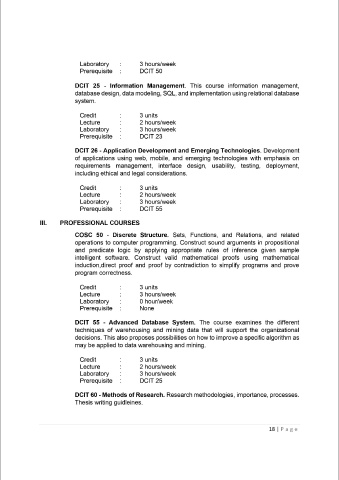 Laboratory : 3 hours/week
Prerequisite : DCIT 50
DCIT 25 - Information Management. This course information management,
database design, data modeling, SQL, and implementation using relational database
system.
Credit : 3 units
Lecture : 2 hours/week
Laboratory : 3 hours/week
Prerequisite : DCIT 23
DCIT 26 - Application Development and Emerging Technologies. Development
of applications using web, mobile, and emerging technologies with emphasis on
requirements management, interface design, usability, testing, deployment,
including ethical and legal considerations.
Credit : 3 units
Lecture : 2 hours/week
Laboratory : 3 hours/week
Prerequisite : DCIT 55
III. PROFESSIONAL COURSES
COSC 50 - Discrete Structure. Sets, Functions, and Relations, and related
operations to computer programming. Construct sound arguments in propositional
and predicate logic by applying appropriate rules of inference given sample
intelligent software. Construct valid mathematical proofs using mathematical
induction,direct proof and proof by contradiction to simplify programs and prove
program correctness.
Credit : 3 units
Lecture : 3 hours/week
Laboratory : 0 hour/week
Prerequisite : None
DCIT 55 - Advanced Database System. The course examines the different
techniques of warehousing and mining data that will support the organizational
decisions. This also proposes possibilities on how to improve a specific algorithm as
may be applied to data warehousing and mining.
Credit : 3 units
Lecture : 2 hours/week
Laboratory : 3 hours/week
Prerequisite : DCIT 25
DCIT 60 - Methods of Research. Research methodologies, importance, processes.
Thesis writing guidleines.
18 | Page